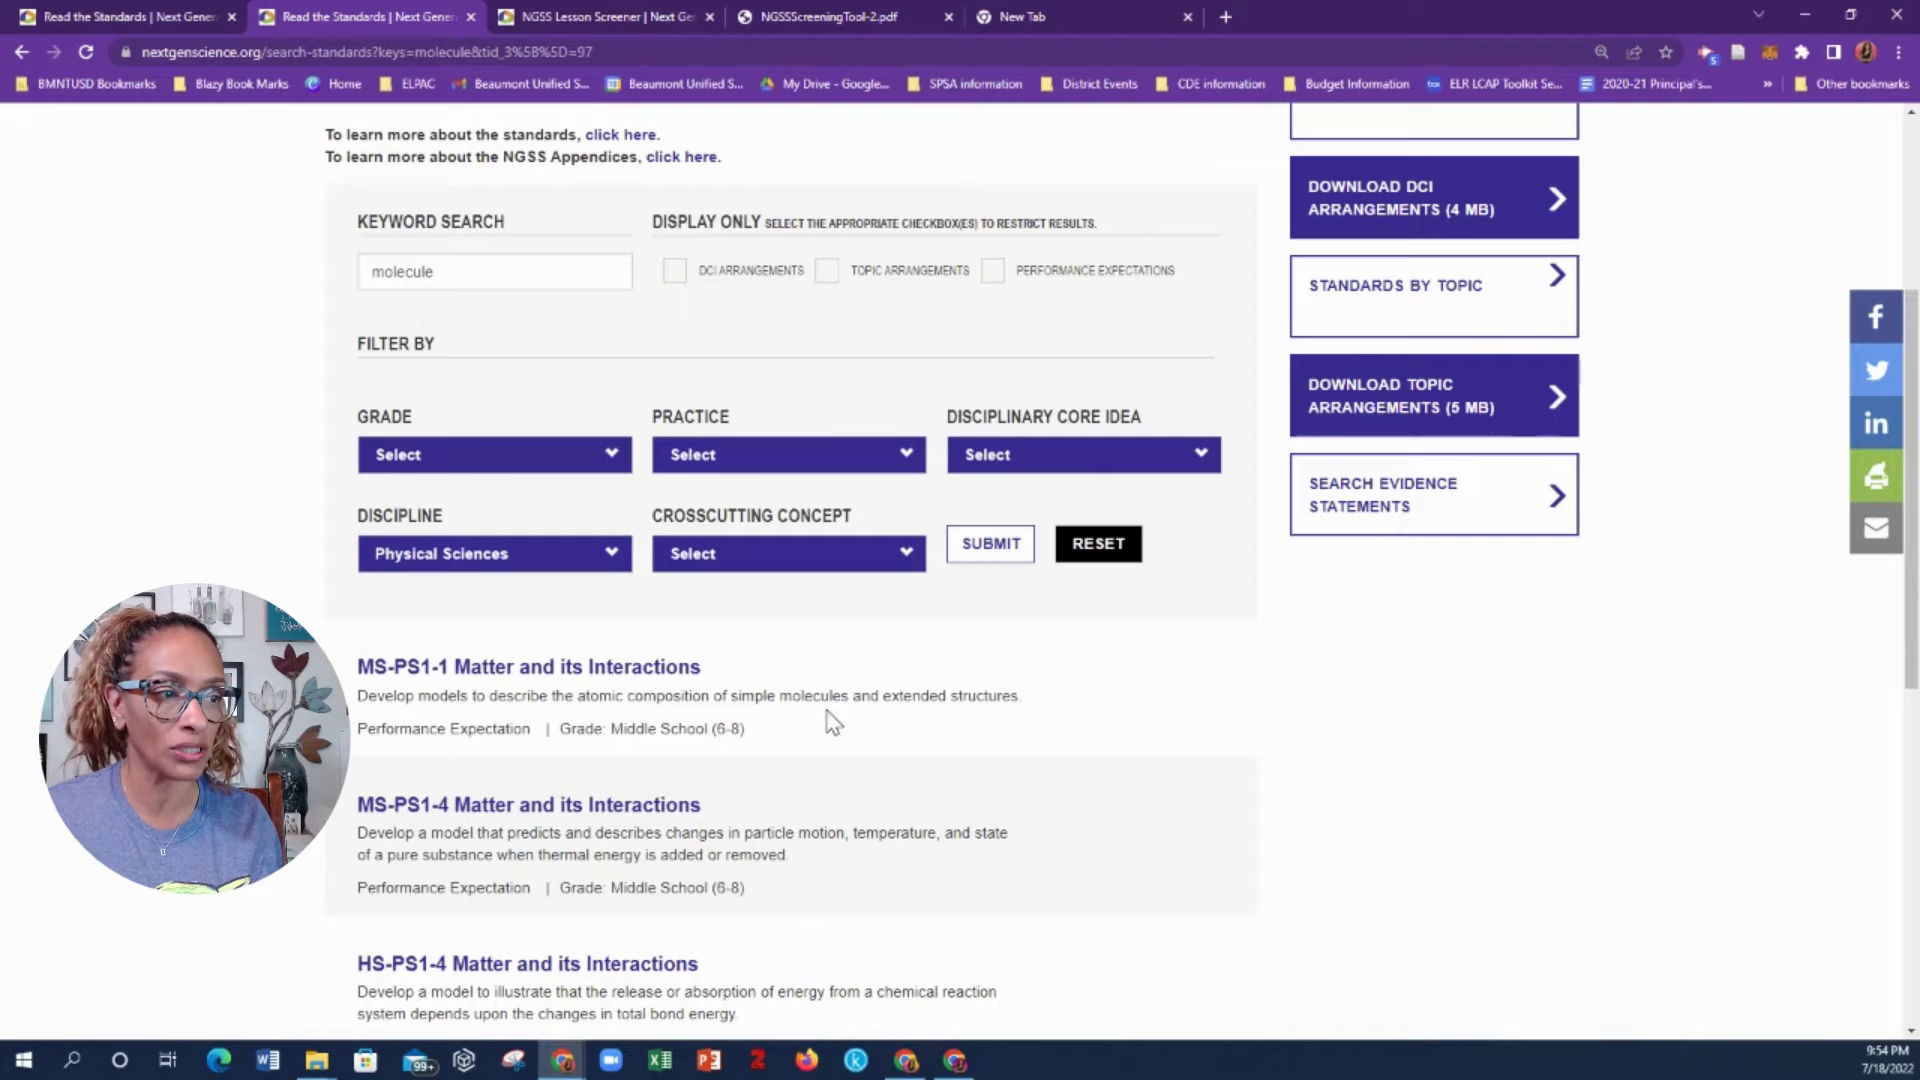 Read the Standards | Next Gener
Read the Standards | Next Gener
NGSS Lesson Screener | Next Ge
NGSSScreeningTool-2.pdf
New Tab
nextgenscience.org/search-standards?keys=molecule&tid_3%5B%5D=97
BMNTUSD Bookmarks
Blazy Book Marks
Home
ELPAC
Beaumont Unified S...
Beaumont Unified S...
My Drive - Google...
SPSA information
District Events
CDE information
Budget Information
ELR LCAP Toolkit Se...
2020-21 Principal's...
Other bookmarks
To learn more about the standards, click here.
To learn more about the NGSS Appendices, click here.
KEYWORD SEARCH
DISPLAY ONLY SELECT THE APPROPRIATE CHECKBOX(ES) TO RESTRICT RESULTS.
molecule
DCI ARRANGEMENTS
TOPIC ARRANGEMENTS
PERFORMANCE EXPECTATIONS
FILTER BY
GRADE
PRACTICE
DISCIPLINARY CORE IDEA
Select
Select
Select
DISCIPLINE
CROSSCUTTING CONCEPT
Physical Sciences
Select
SUBMIT
RESET
MS-PS1-1 Matter and its Interactions
Develop models to describe the atomic composition of simple molecules and extended structures.
Performance Expectation | Grade: Middle School (6-8)
MS-PS1-4 Matter and its Interactions
Develop a model that predicts and describes changes in particle motion, temperature, and state
of a pure substance when thermal energy is added or removed.
Performance Expectation | Grade: Middle School (6-8)
HS-PS1-4 Matter and its Interactions
Develop a model to illustrate that the release or absorption of energy from a chemical reaction
system depends upon the changes in total bond energy.
DOWNLOAD DCI
ARRANGEMENTS (4 MB)
STANDARDS BY TOPIC
DOWNLOAD TOPIC
ARRANGEMENTS (5 MB)
SEARCH EVIDENCE
STATEMENTS
99+
9:54 PM
7/18/2022